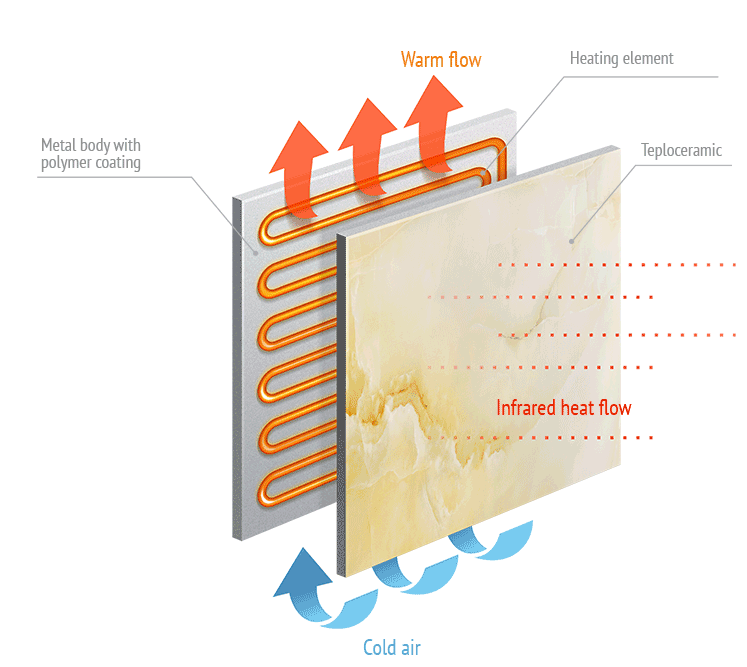 Warm flow
Heating element
Metal body with
polymer coating
Teploceramic
Infrared heat flow
Cold air